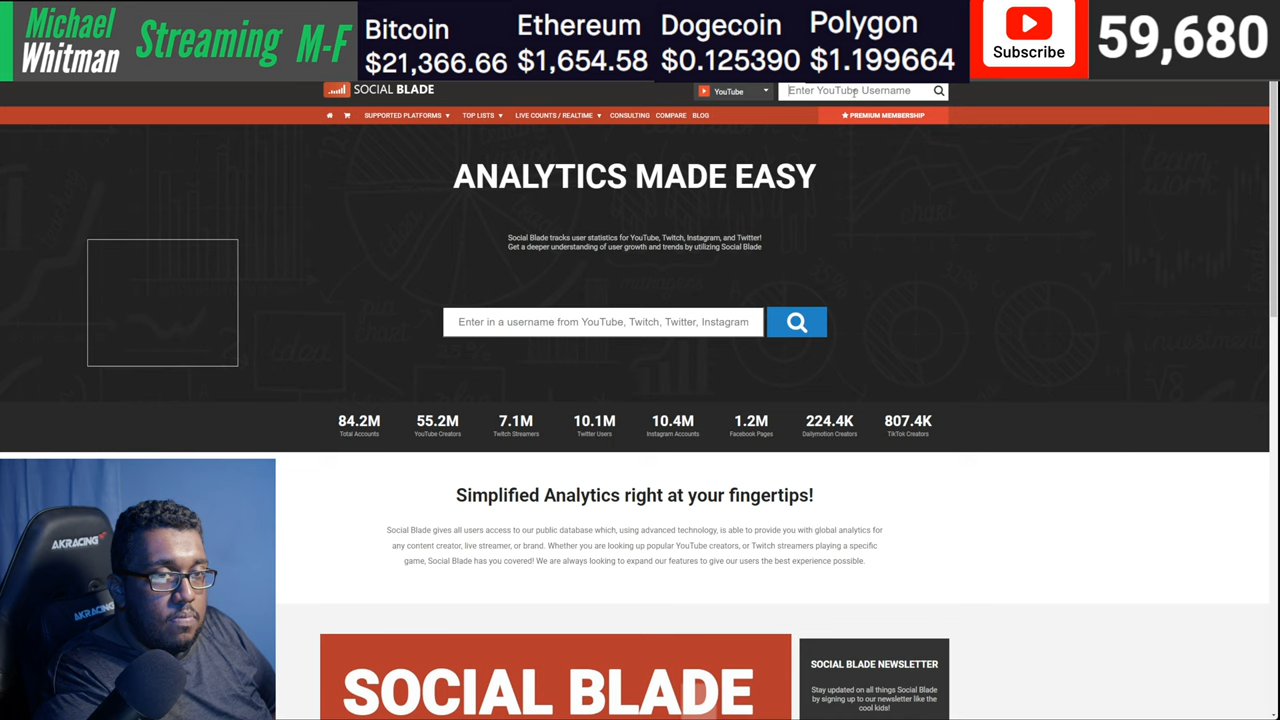 Michael
Whitman
Streaming M-F
Bitcoin
$21,366.66
Ethereum
$1,654.58
Dogecoin
$0.125390
Polygon
$1.199664
Subscribe
59,680
SOCIAL BLADE
YouTube
Enter YouTube Username
SUPPORTED PLATFORMS
TOP LISTS
LIVE COUNTS / REALTIME
CONSULTING
COMPARE
BLOG
PREMIUM MEMBERSHIP
ANALYTICS MADE EASY
Social Blade tracks user statistics for YouTube, Twitch, Instagram, and Twitter!
Get a deeper understanding of user growth and trends by utilizing Social Blade
Enter in a username from YouTube, Twitch, Twitter, Instagram
84.2M
Total Accounts
55.2M
YouTube Creators
7.1M
Twitch Streamers
10.1M
Twitter Users
10.4M
Instagram Accounts
1.2M
Facebook Pages
224.4K
Dailymotion Creators
807.4K
TikTok Creators
Simplified Analytics right at your fingertips!
Social Blade gives all users access to our public database which, using advanced technology, is able to provide you with global analytics for
any content creator, live streamer, or brand. Whether you are looking up popular YouTube creators, or Twitch streamers playing a specific
game, Social Blade has you covered! We are always looking to expand our features to give our users the best experience possible.
AKRACING
AKRACING
SOCIAL BLADE
SOCIAL BLADE NEWSLETTER
Stay updated on all things Social Blade
by signing up to our newsletter like the
cool kids!